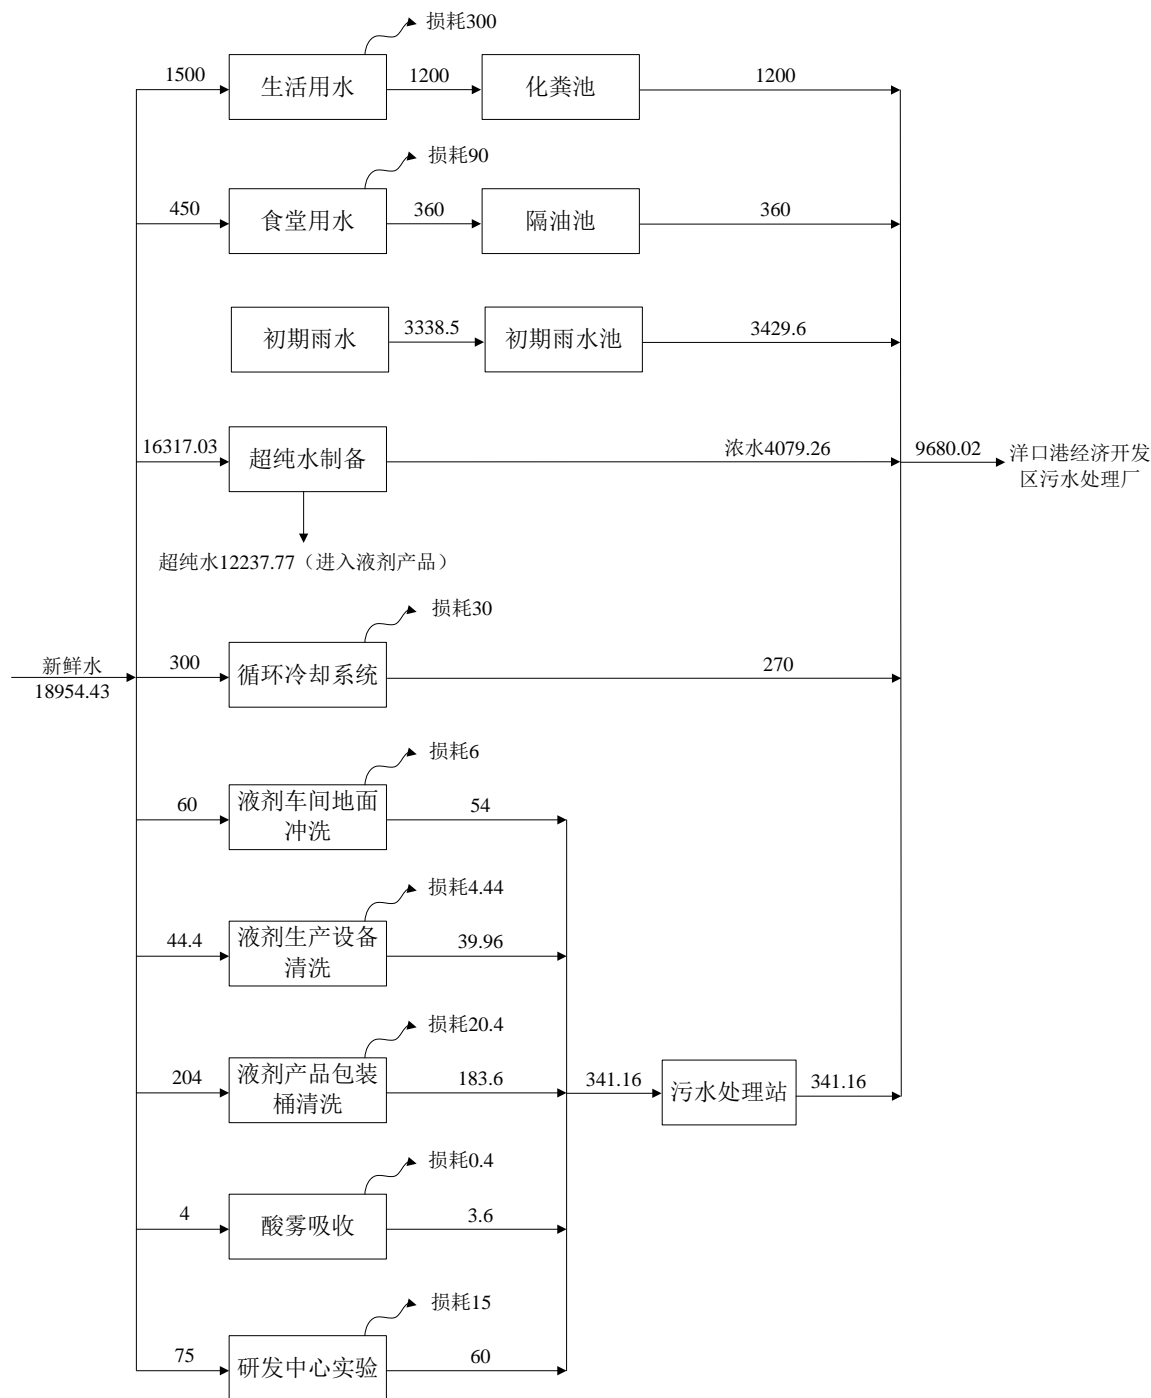 损耗300
1500
生活用水
1200
化粪池
1200
损耗90
450
食堂用水
360
隔油池
360
初期雨水
3338.5
初期雨水池
3429.6
16317.03
超纯水制备
浓水4079.26
9680.02
洋口港经济开发
区污水处理厂
超纯水12237.77（进入液剂产品）
损耗30
新鲜水
18954.43
300
循环冷却系统
270
损耗6
60
液剂车间地面
冲洗
54
损耗4.44
44.4
液剂生产设备
清洗
39.96
损耗20.4
204
液剂产品包装
桶清洗
183.6
341.16
污水处理站
341.16
损耗0.4
4
酸雾吸收
3.6
损耗15
75
研发中心实验
60